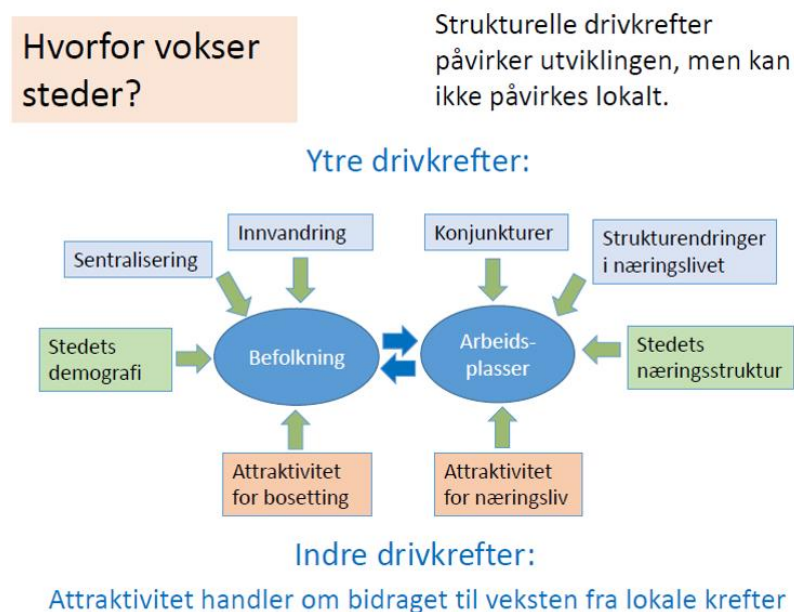 Hvorfor vokser
steder?
Strukturelle drivkrefter
påvirker utviklingen, men kan
ikke påvirkes lokalt.
Ytre drivkrefter:
Sentralisering
Innvandring
Konjunkturer
Strukturendringer
i næringslivet
Stedets
demografi
Befolkning
Arbeids-
plasser
Stedets
næringsstruktur
Attraktivitet
for bosetting
Attraktivitet
for næringsliv
Indre drivkrefter:
Attraktivitet handler om bidraget til veksten fra lokale krefter